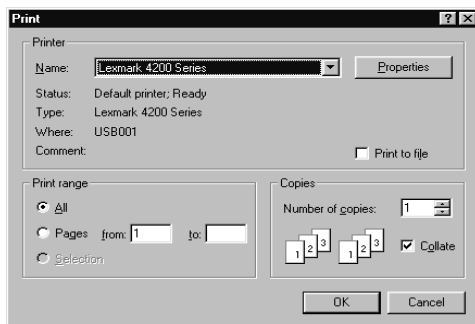 Print
Printer
Name: Lexmark 4200 Series Properties
Status: Default printer; Ready
Type: Lexmark 4200 Series
Where: USB001
Comment: Print to file
Print range
All
Pages from: 1 to:
Selection
Copies
Number of copies: 1
1 2 3 1 2 3 Collate
OK Cancel